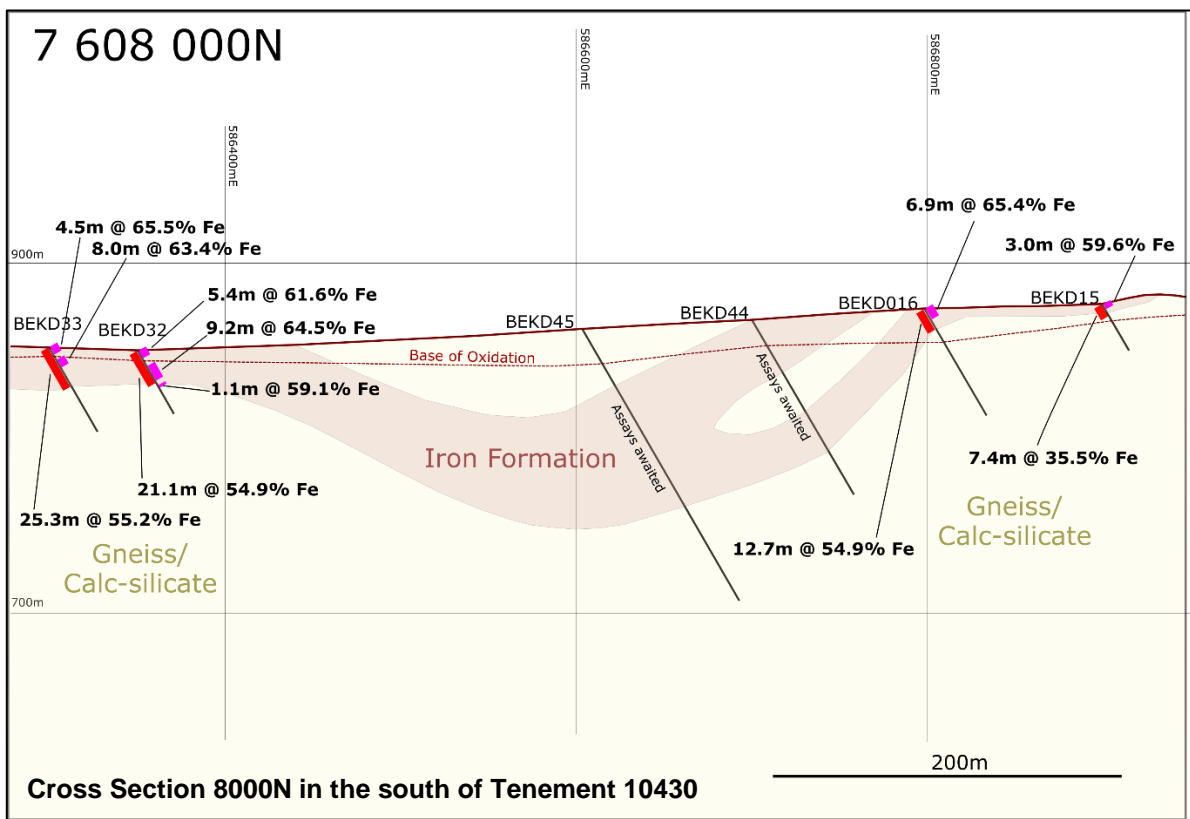 7 608 000N
586600mE
586800mE
586400mE
6.9m @ 65.4% Fe
4.5m @ 65.5% Fe
8.0m @ 63.4% Fe
3.0m @ 59.6% Fe
900m
5.4m @ 61.6% Fe
BEKD016
BEKD15
BEKD33
BEKD32
9.2m @ 64.5% Fe
BEKD45
BEKD44
Base of Oxidation
1.1m @ 59.1% Fe
Assays awaited
Assays awaited
Iron Formation
7.4m @ 35.5% Fe
21.1m @ 54.9% Fe
25.3m @ 55.2% Fe
Gneiss/
Calc-silicate
12.7m @ 54.9% Fe
Gneiss/
Calc-silicate
700m
200m
Cross Section 8000N in the south of Tenement 10430